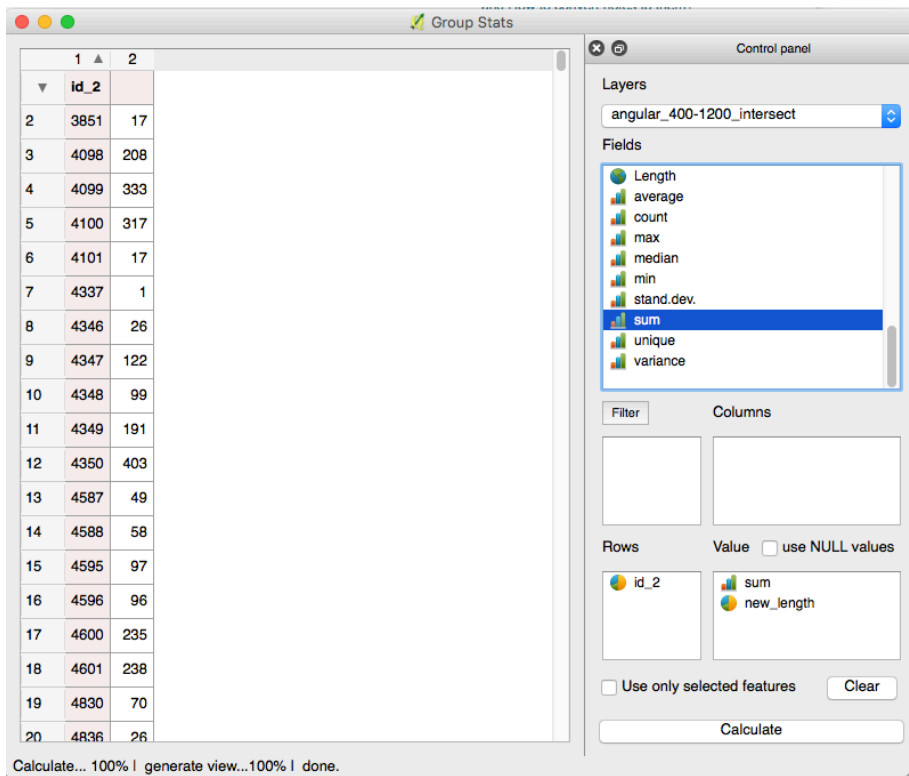 Group Stats
1 2
id_2
2 3851 17
3 4098 208
4 4099 333
5 4100 317
6 4101 17
7 4337 1
8 4346 26
9 4347 122
10 4348 99
11 4349 191
12 4350 403
13 4587 49
14 4588 58
15 4595 97
16 4596 96
17 4600 235
18 4601 238
19 4830 70
20 4836 26
Calculate... 100% | generate view...100% | done.
Control panel
Layers
angular_400-1200_intersect
Fields
Length
average
count
max
median
min
stand.dev.
sum
unique
variance
Filter Columns
Rows Value use NULL values
id_2 sum
new_length
Use only selected features Clear
Calculate